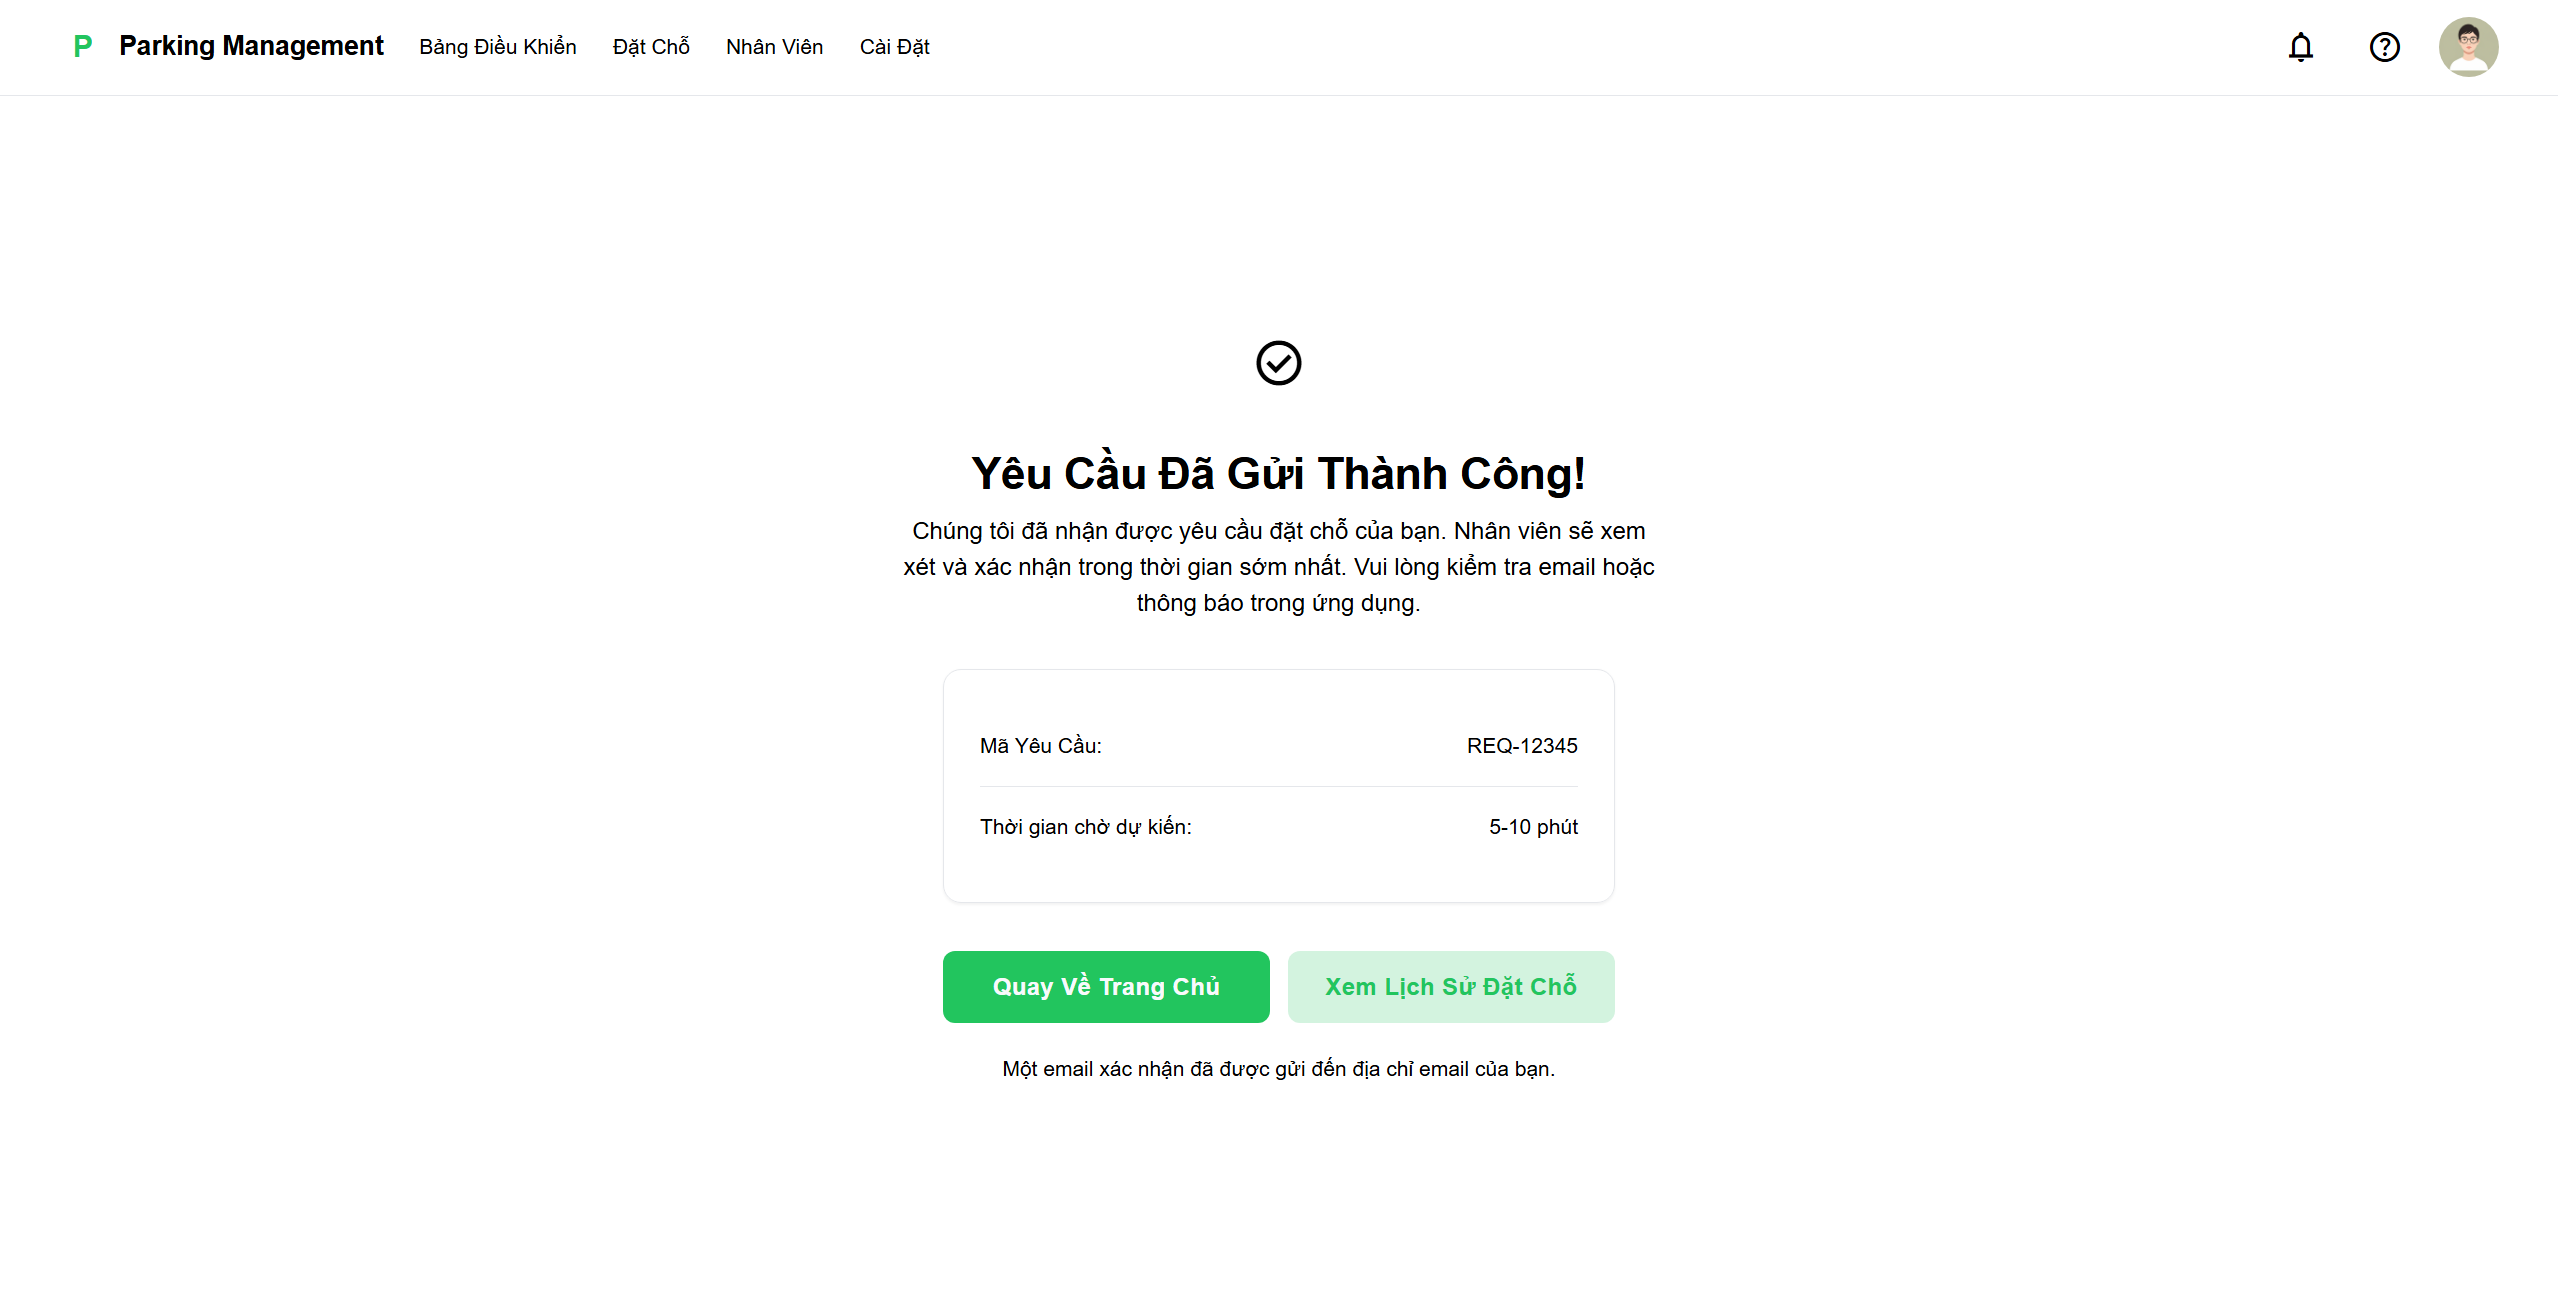 P Parking Management Bảng Điều Khiển Đặt Chỗ Nhân Viên Cài Đặt
Yêu Cầu Đã Gửi Thành Công!
Chúng tôi đã nhận được yêu cầu đặt chỗ của bạn. Nhân viên sẽ xem
xét và xác nhận trong thời gian sớm nhất. Vui lòng kiểm tra email hoặc
thông báo trong ứng dụng.
Mã Yêu Cầu: REQ-12345
Thời gian chờ dự kiến: 5-10 phút
Quay Về Trang Chủ Xem Lịch Sử Đặt Chỗ
Một email xác nhận đã được gửi đến địa chỉ email của bạn.